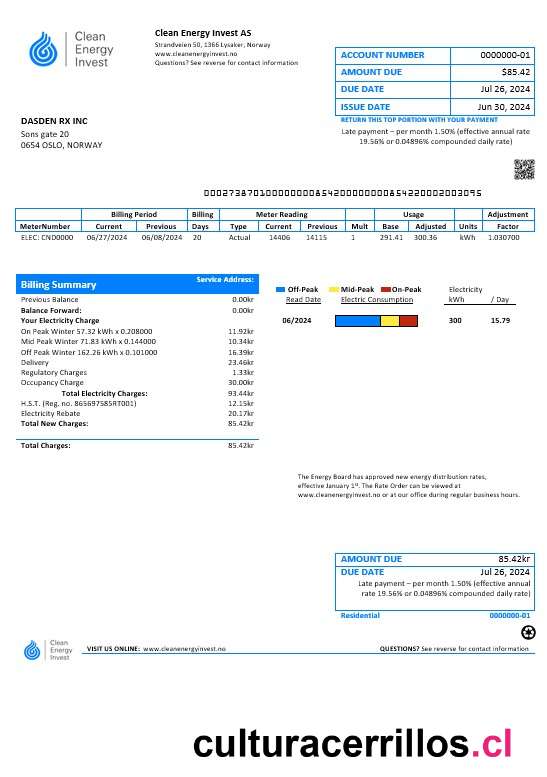 Clean
Energy
Invest
Clean Energy Invest AS
Strandveien 50, 1366 Lysaker, Norway
www.cleanenergyinvest.no
Questions? See reverse for contact information
ACCOUNT NUMBER 0000000-01
AMOUNT DUE $85.42
DUE DATE Jul 26, 2024
ISSUE DATE Jun 30, 2024
RETURN THIS TOP PORTION WITH YOUR PAYMENT
Late payment – per month 1.50% (effective annual rate
19.56% or 0.04896% compounded daily rate)
DASDEN RX INC
Sons gate 20
0654 OSLO, NORWAY
Billing Period Billing Meter Reading Usage Adjustment
MeterNumber Current Previous Days Type Current Previous Mult Base Adjusted Units Factor
ELEC: CND0000 06/27/2024 06/08/2024 20 Actual 14406 14115 1 291.41 300.36 kWh 1.030700
Billing Summary Service Address:
Previous Balance 0.00kr
Balance Forward: 0.00kr
Your Electricity Charge
On Peak Winter 57.32 kWh x 0.208000 11.92kr
Mid Peak Winter 71.83 kWh x 0.144000 10.34kr
Off Peak Winter 162.26 kWh x 0.101000 16.39kr
Delivery 23.46kr
Regulatory Charges 1.33kr
Occupancy Charge 30.00kr
Total Electricity Charges: 93.44kr
H.S.T. (Reg. no. 865697585RT001) 12.15kr
Electricity Rebate 20.17kr
Total New Charges: 85.42kr
Total Charges: 85.42kr
Off-Peak Mid-Peak On-Peak Electricity
Read Date Electric Consumption kWh / Day
06/2024 300 15.79
The Energy Board has approved new energy distribution rates,
effective January 1st. The Rate Order can be viewed at
www.cleanenergyinvest.no or at our office during regular business hours.
AMOUNT DUE 85.42kr
DUE DATE Jul 26, 2024
Late payment – per month 1.50% (effective annual
rate 19.56% or 0.04896% compounded daily rate)
Residential 0000000-01
Clean
Energy
Invest
VISIT US ONLINE: www.cleanenergyinvest.no QUESTIONS? See reverse for contact information
culturacerrillos.cl